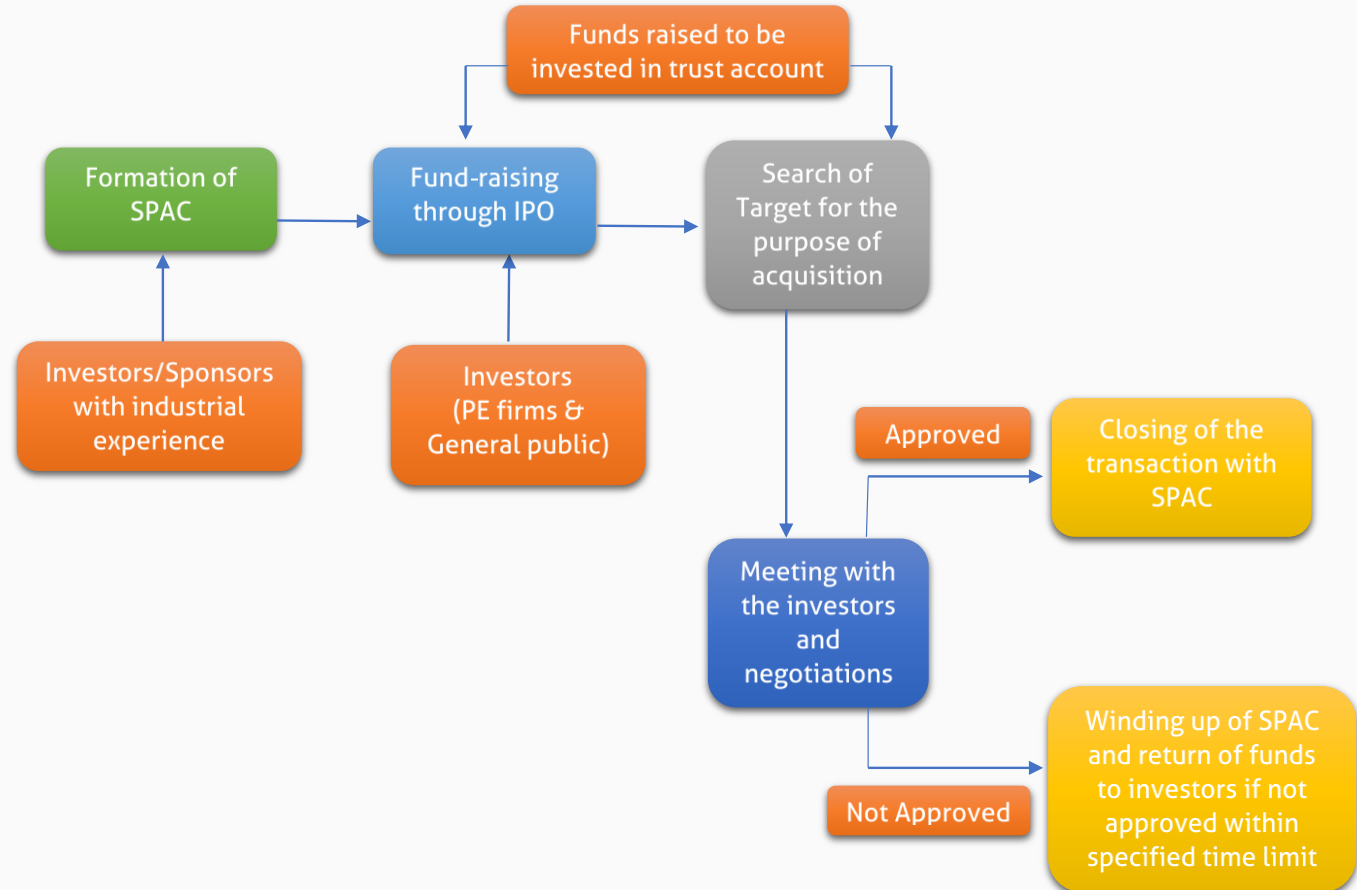 Funds raised to be
invested in trust account
Formation of
SPAC
Fund-raising
through IPO
Search of
Target for the
purpose of
acquisition
Investors/Sponsors
with industrial
experience
Investors
(PE firms &
General public)
Approved
Closing of the
transaction with
SPAC
Meeting with
the investors
and
negotiations
Not Approved
Winding up of SPAC
and return of funds
to investors if not
approved within
specified time limit